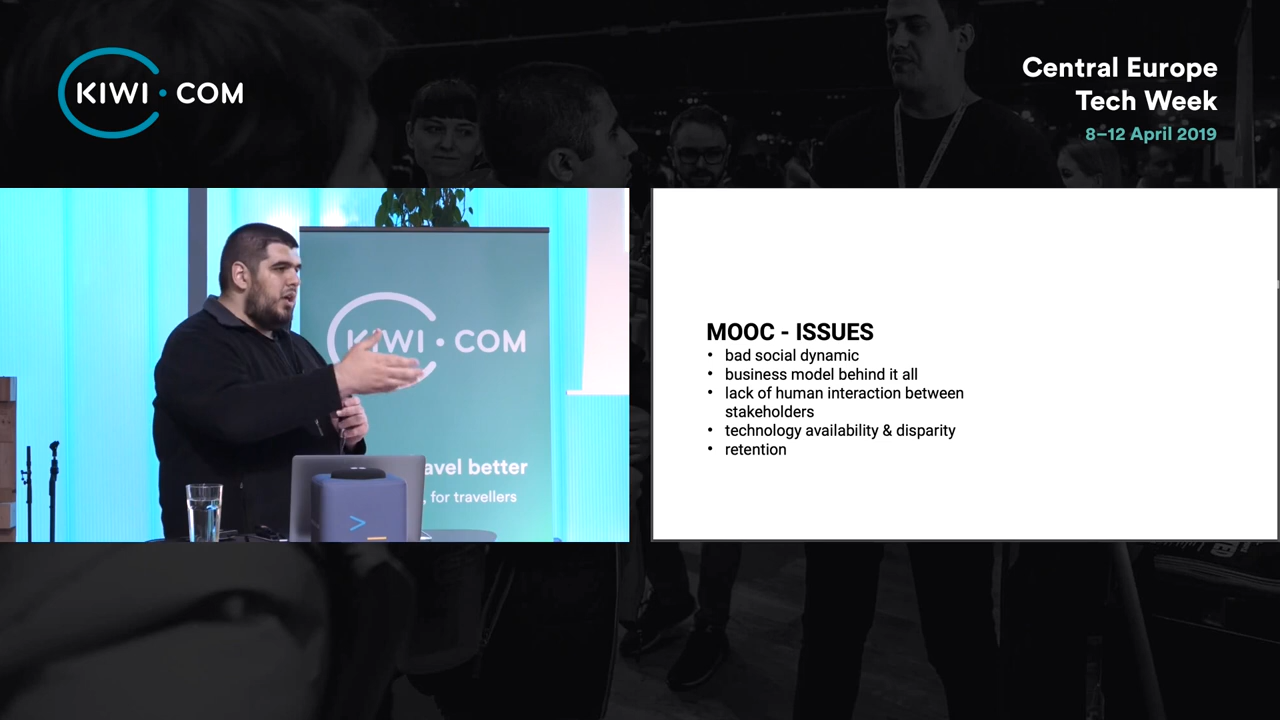 KIWI.COM
Central Europe
Tech Week
8–12 April 2019
KIWI.COM
avel better
, for travellers
>_
MOOC - ISSUES
• bad social dynamic
• business model behind it all
• lack of human interaction between
stakeholders
• technology availability & disparity
• retention